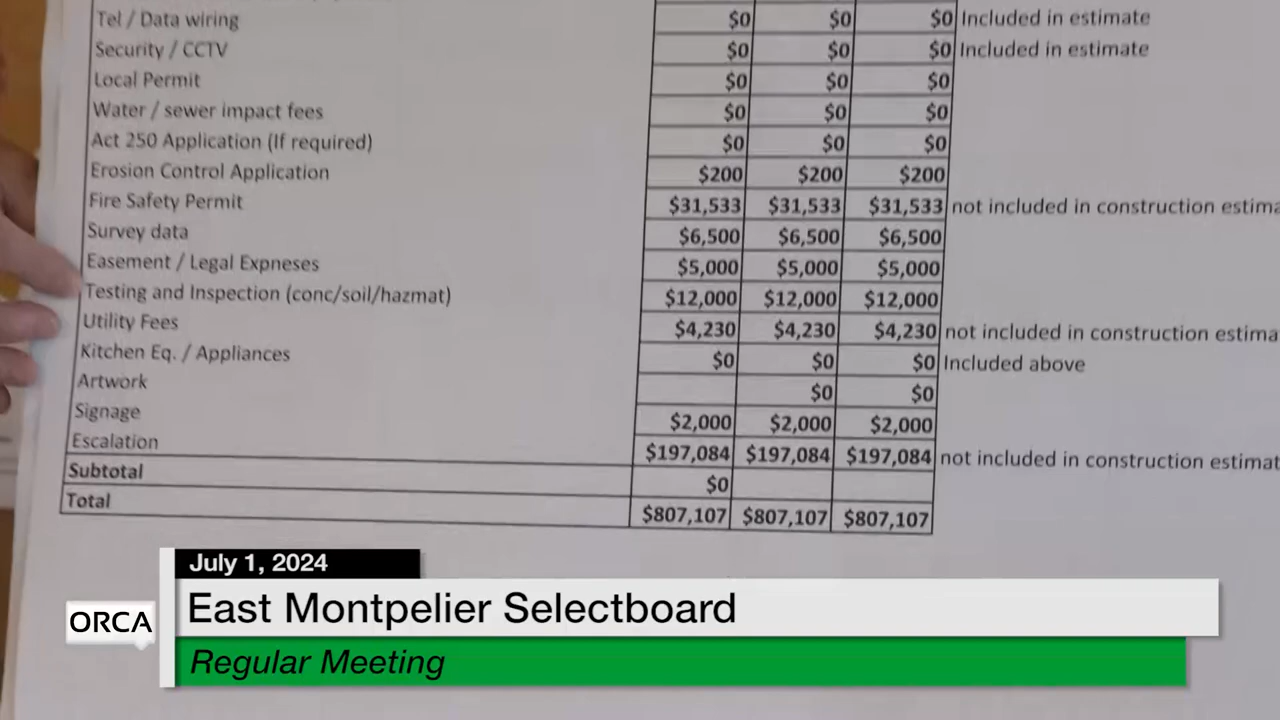 Tel / Data wiring $0 $0 $0 Included in estimate
Security / CCTV $0 $0 $0 Included in estimate
Local Permit $0 $0 $0
Water / sewer impact fees $0 $0 $0
Act 250 Application (If required) $0 $0 $0
Erosion Control Application $200 $200 $200
Fire Safety Permit $31,533 $31,533 $31,533 not included in construction estima
Survey data $6,500 $6,500 $6,500
Easement / Legal Expneses $5,000 $5,000 $5,000
Testing and Inspection (conc/soil/hazmat) $12,000 $12,000 $12,000
Utility Fees $4,230 $4,230 $4,230 not included in construction estima
Kitchen Eq. / Appliances $0 $0 $0 Included above
Artwork $0 $0
Signage $2,000 $2,000 $2,000
Escalation $197,084 $197,084 $197,084 not included in construction estimat
Subtotal $0
Total $807,107 $807,107 $807,107
July 1, 2024
ORCA
East Montpelier Selectboard
Regular Meeting